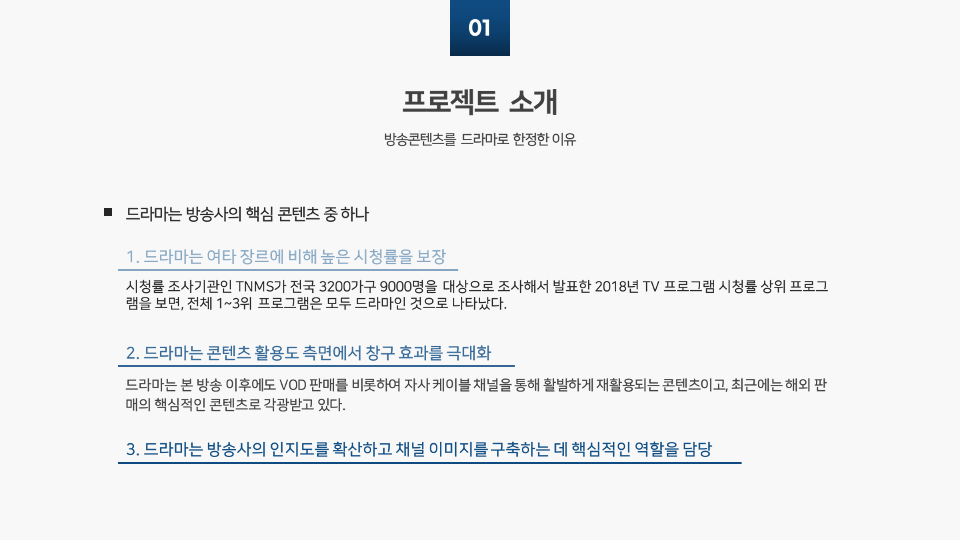 01
프로젝트 소개
방송콘텐츠를 드라마로 한정한 이유
■ 드라마는 방송사의 핵심 콘텐츠 중 하나
1. 드라마는 여타 장르에 비해 높은 시청률을 보장
시청률 조사기관인 TNMS가 전국 3200가구 9000명을 대상으로 조사해서 발표한 2018년 TV 프로그램 시청률 상위 프로그
램을 보면, 전체 1~3위 프로그램은 모두 드라마인 것으로 나타났다.
2. 드라마는 콘텐츠 활용도 측면에서 창구 효과를 극대화
드라마는 본 방송 이후에도 VOD 판매를 비롯하여 자사 케이블 채널을 통해 활발하게 재활용되는 콘텐츠이고, 최근에는 해외 판
매의 핵심적인 콘텐츠로 각광받고 있다.
3. 드라마는 방송사의 인지도를 확산하고 채널 이미지를 구축하는 데 핵심적인 역할을 담당